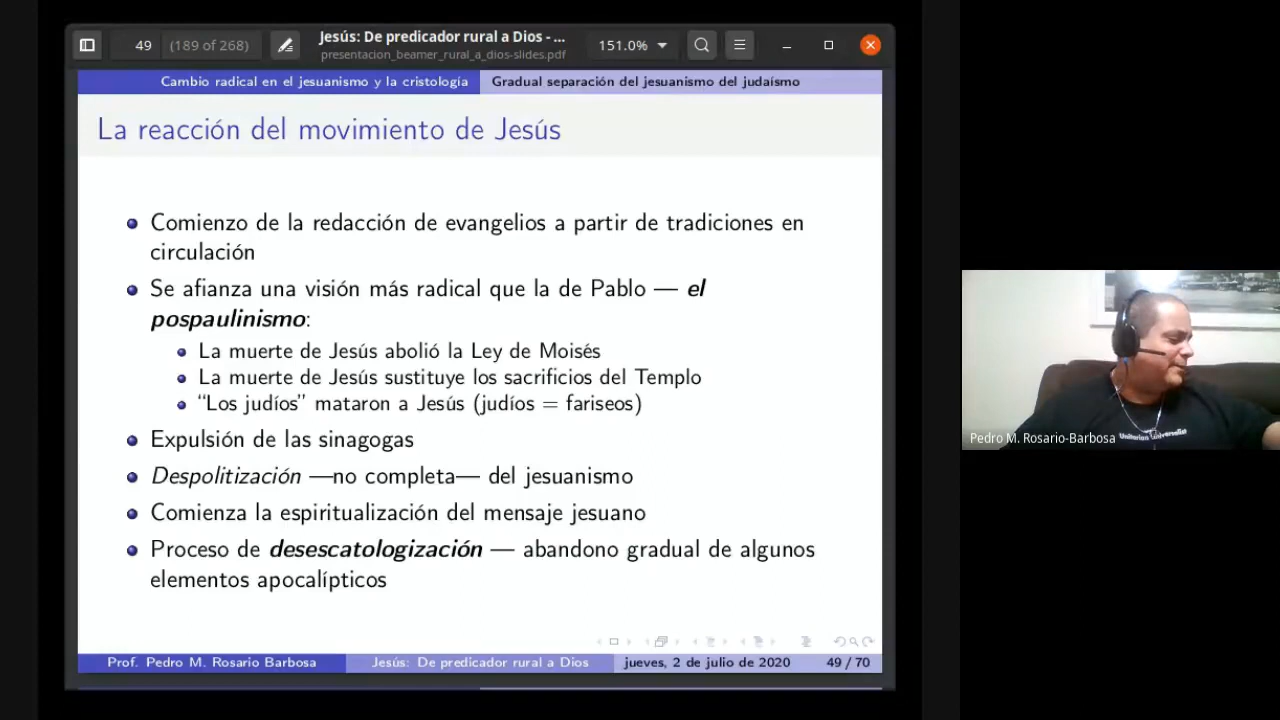 49 (189 of 268)
Jesús: De predicador rural a Dios - ...
presentacion_beamer_rural_a_dios-slides.pdf
151.0%
Cambio radical en el jesuanismo y la cristología
Gradual separación del jesuanismo del judaísmo
La reacción del movimiento de Jesús
Comienzo de la redacción de evangelios a partir de tradiciones en
circulación
Se afianza una visión más radical que la de Pablo — el
pospaulinismo:
La muerte de Jesús abolió la Ley de Moisés
La muerte de Jesús sustituye los sacrificios del Templo
“Los judíos” mataron a Jesús (judíos = fariseos)
Expulsión de las sinagogas
Despolitización —no completa— del jesuanismo
Comienza la espiritualización del mensaje jesuano
Proceso de desescatologización — abandono gradual de algunos
elementos apocalípticos
Prof. Pedro M. Rosario Barbosa
Jesús: De predicador rural a Dios
jueves, 2 de julio de 2020
49 / 70
Unitarian Universalist
Pedro M. Rosario-Barbosa